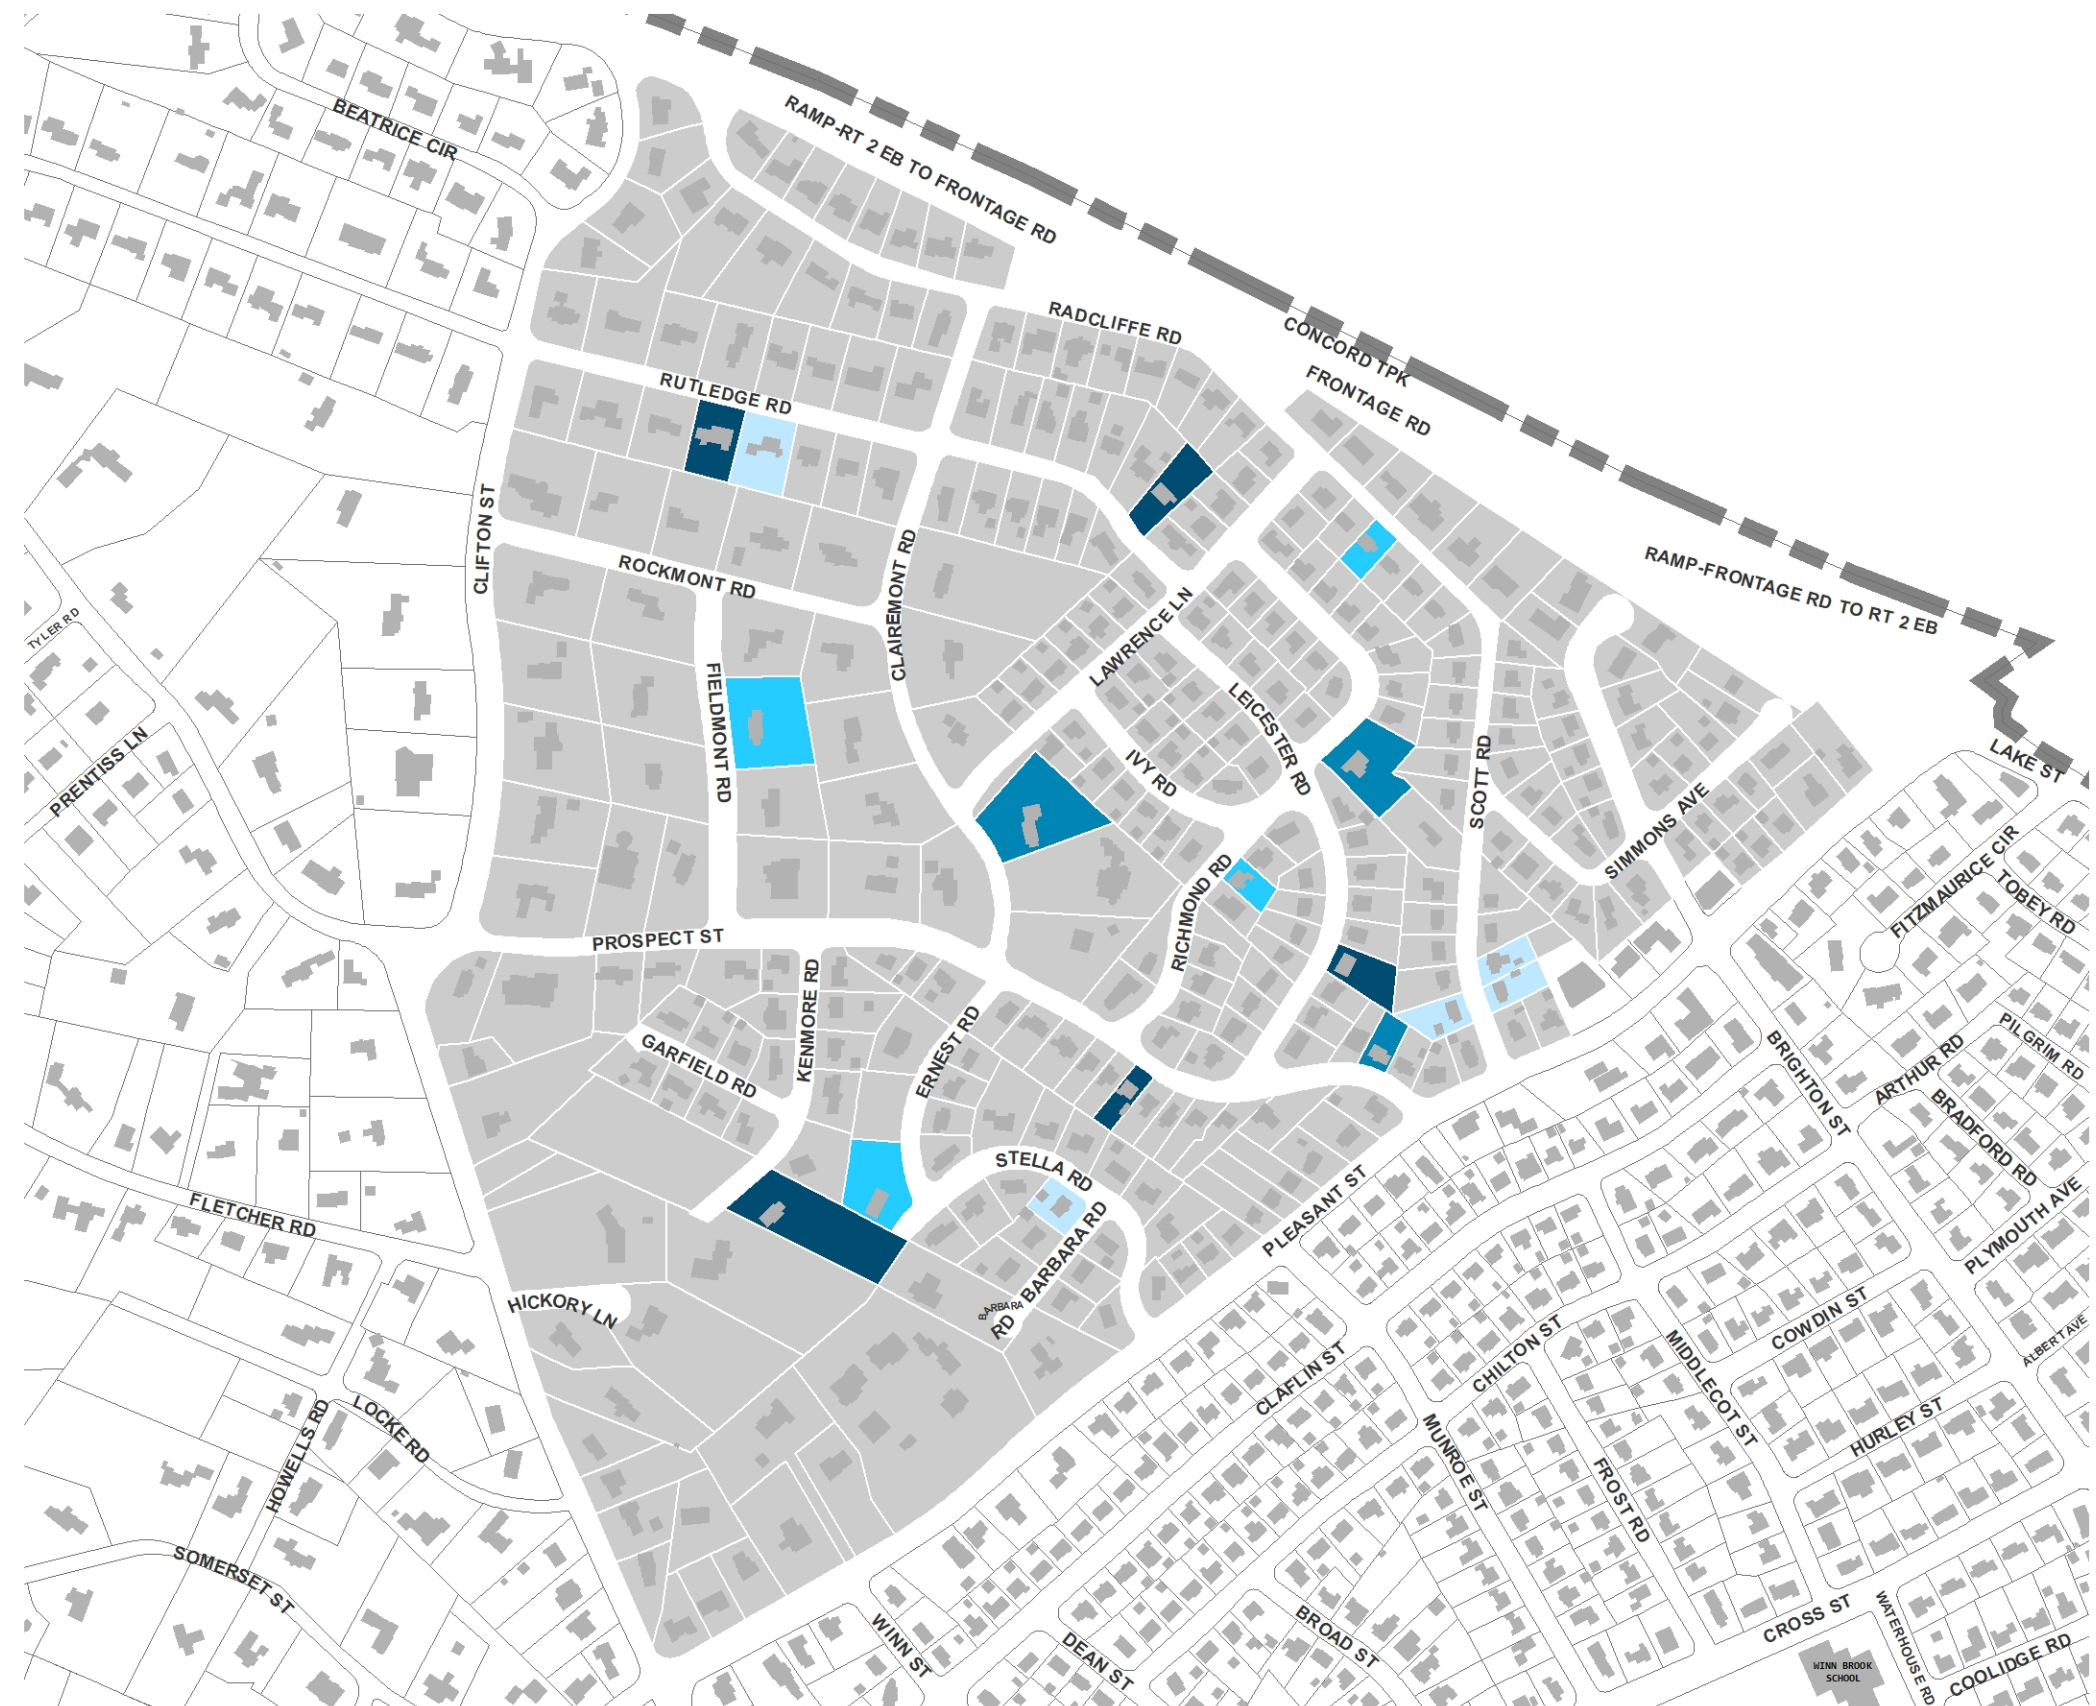 BEATRICE CIR
RAMP-RT 2 EB TO FRONTAGE RD
RADCLIFFE RD
CONCORD TPK
FRONTAGE RD
RUTLEDGE RD
CLIFTON ST
ROCKMONT RD
CLAIREMONT RD
RAMP-FRONTAGE RD TO RT 2 EB
LAWRENCE LN
TYLER RD
FIELDMONT RD
LEICESTER RD
PRENTISS LN
IVY RD
SCOTT RD
LAKE ST
SIMMONS AVE
FITZMAURICE CIR
TOBEY RD
RICHMOND RD
PROSPECT ST
KENMORE RD
ERNEST RD
GARFIELD RD
BRIGHTON ST
ARTHUR RD
PILGRIM RD
BRADFORD RD
STELLA RD
FLETCHER RD
PLEASANT ST
BARBARA RD
PLYMOUTH AVE
HICKORY LN
BARBARA
RD
COWDIN ST
CHILTON ST
MIDDLECOT ST
ALBERT AVE
CLAFLIN ST
LOCKE RD
HOWELLS RD
MUNROE ST
HURLEY ST
FROST RD
SOMERSET ST
WINN ST
DEAN ST
BROAD ST
CROSS ST
WATERHOUSE RD
COOLIDGE RD
WINN BROOK
SCHOOL